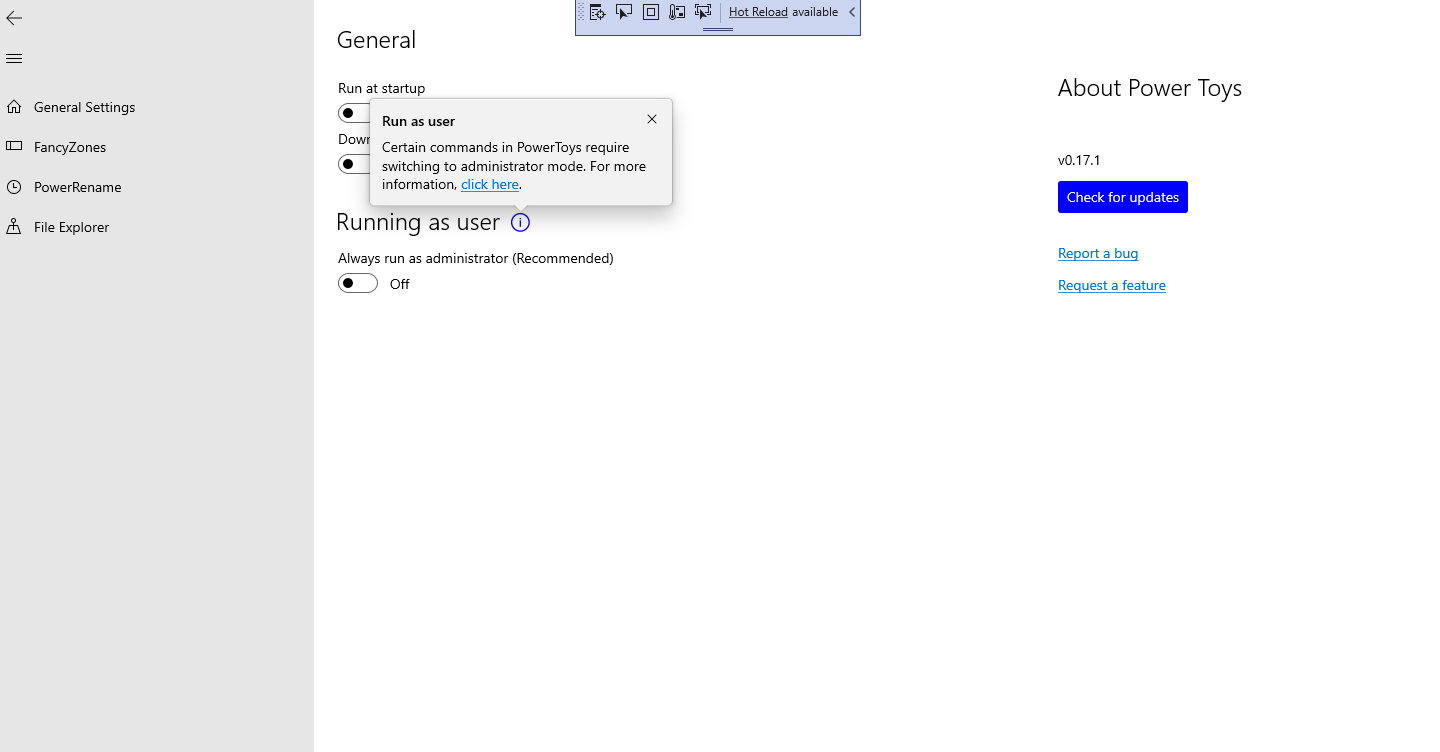 Hot Reload available
General
General Settings
FancyZones
PowerRename
File Explorer
Run at startup
Run as user
Certain commands in PowerToys require
switching to administrator mode. For more
information, click here.
Running as user
Always run as administrator (Recommended)
Off
About Power Toys
v0.17.1
Check for updates
Report a bug
Request a feature